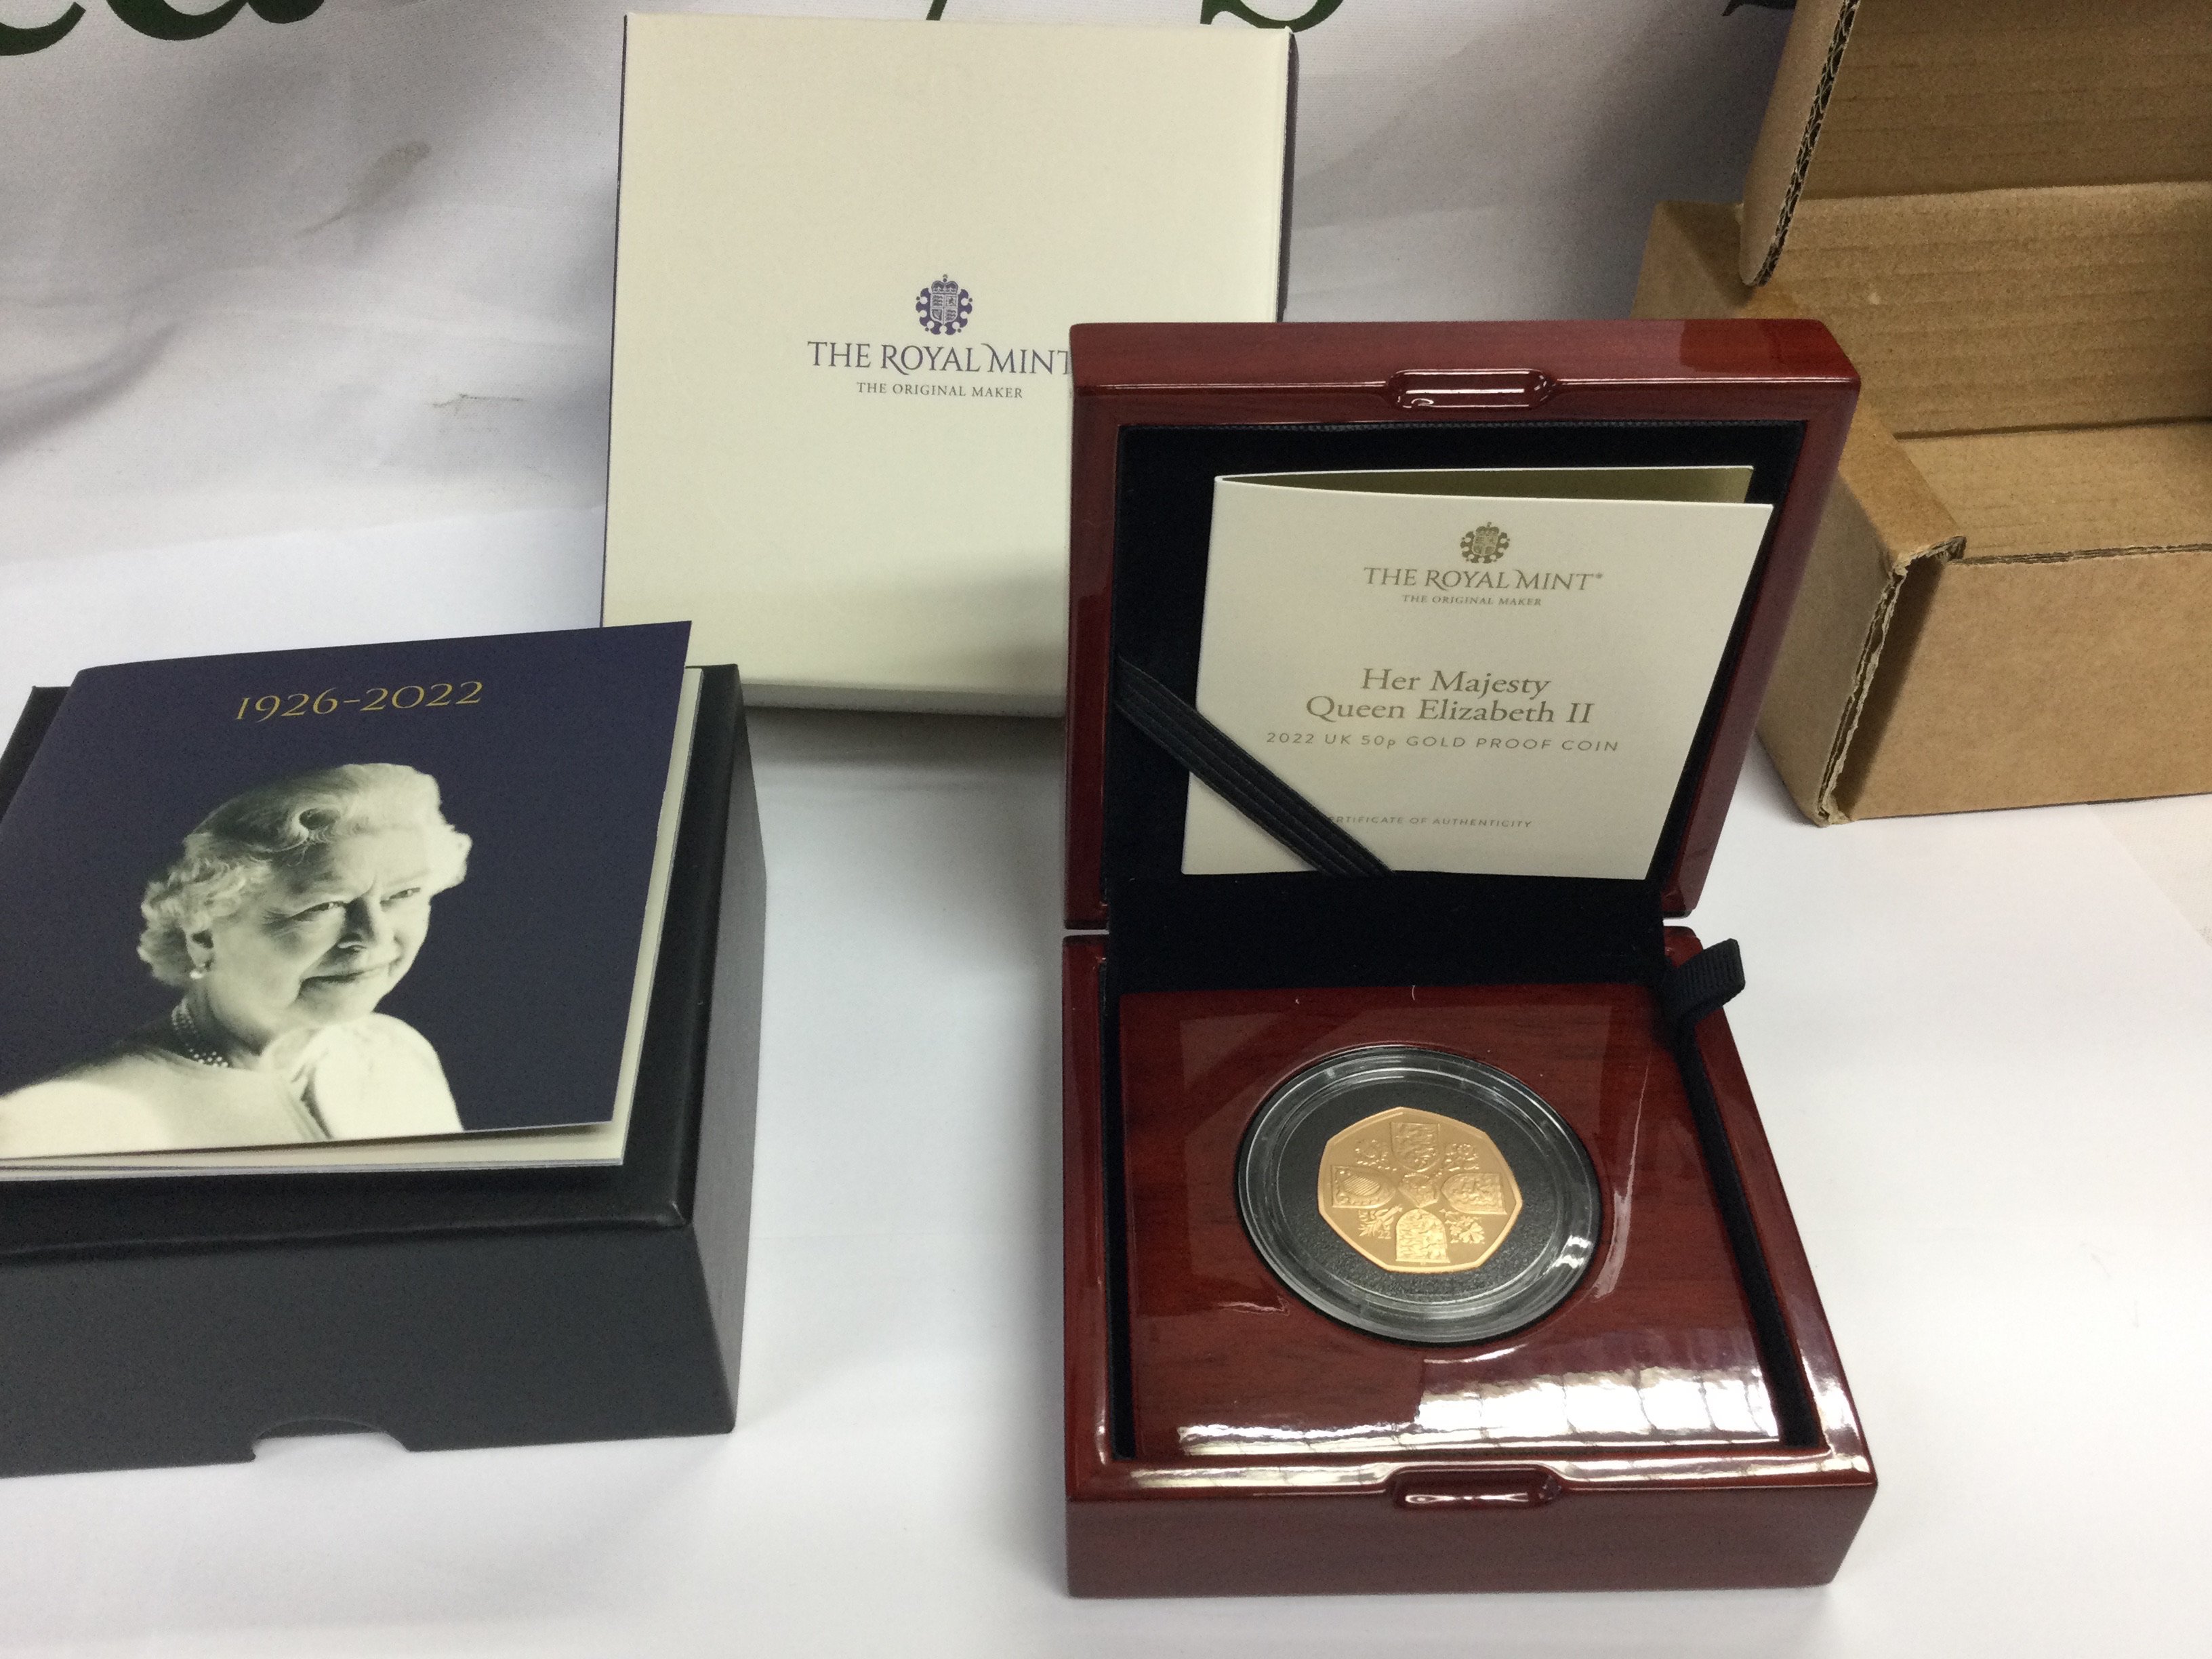 THE ROYAL MINT
THE ORIGINAL MAKER
THE ROYAL MINT®
THE ORIGINAL MAKER
Her Majesty
Queen Elizabeth II
2022 UK 50p GOLD PROOF COIN
OF AUTHENTICITY
1926-2022